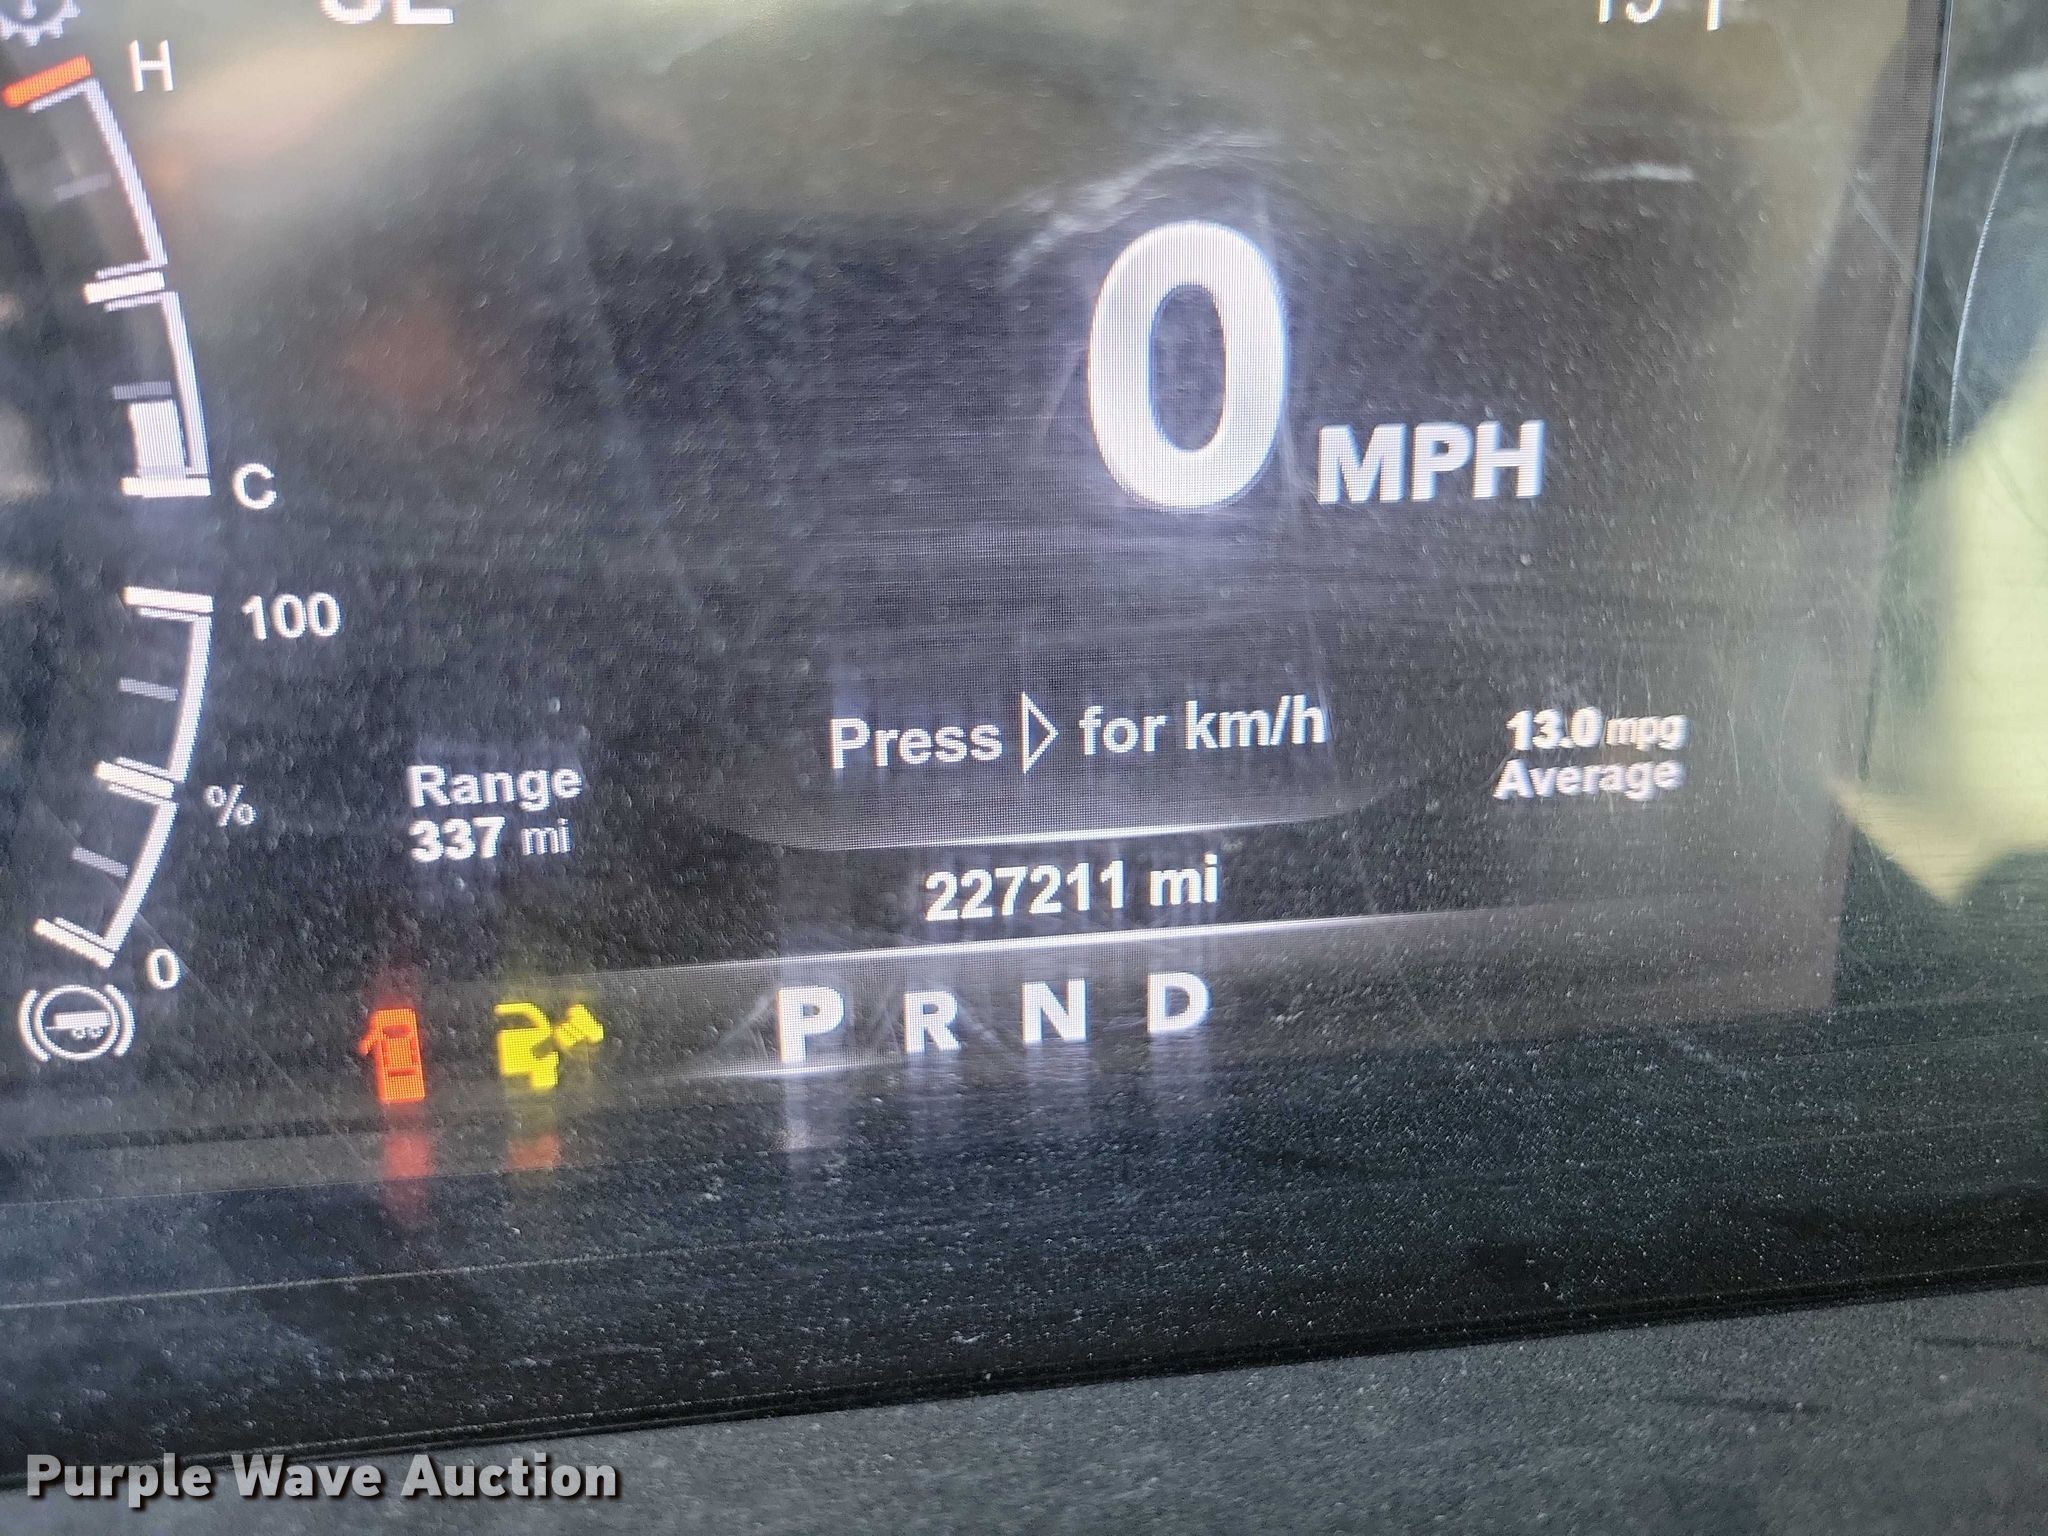 H
0
MPH
C
100
Press ▷ for km/h
13.0 mpg
Average
Range
337 mi
%
227211 mi
0
P R N D
Purple Wave Auction